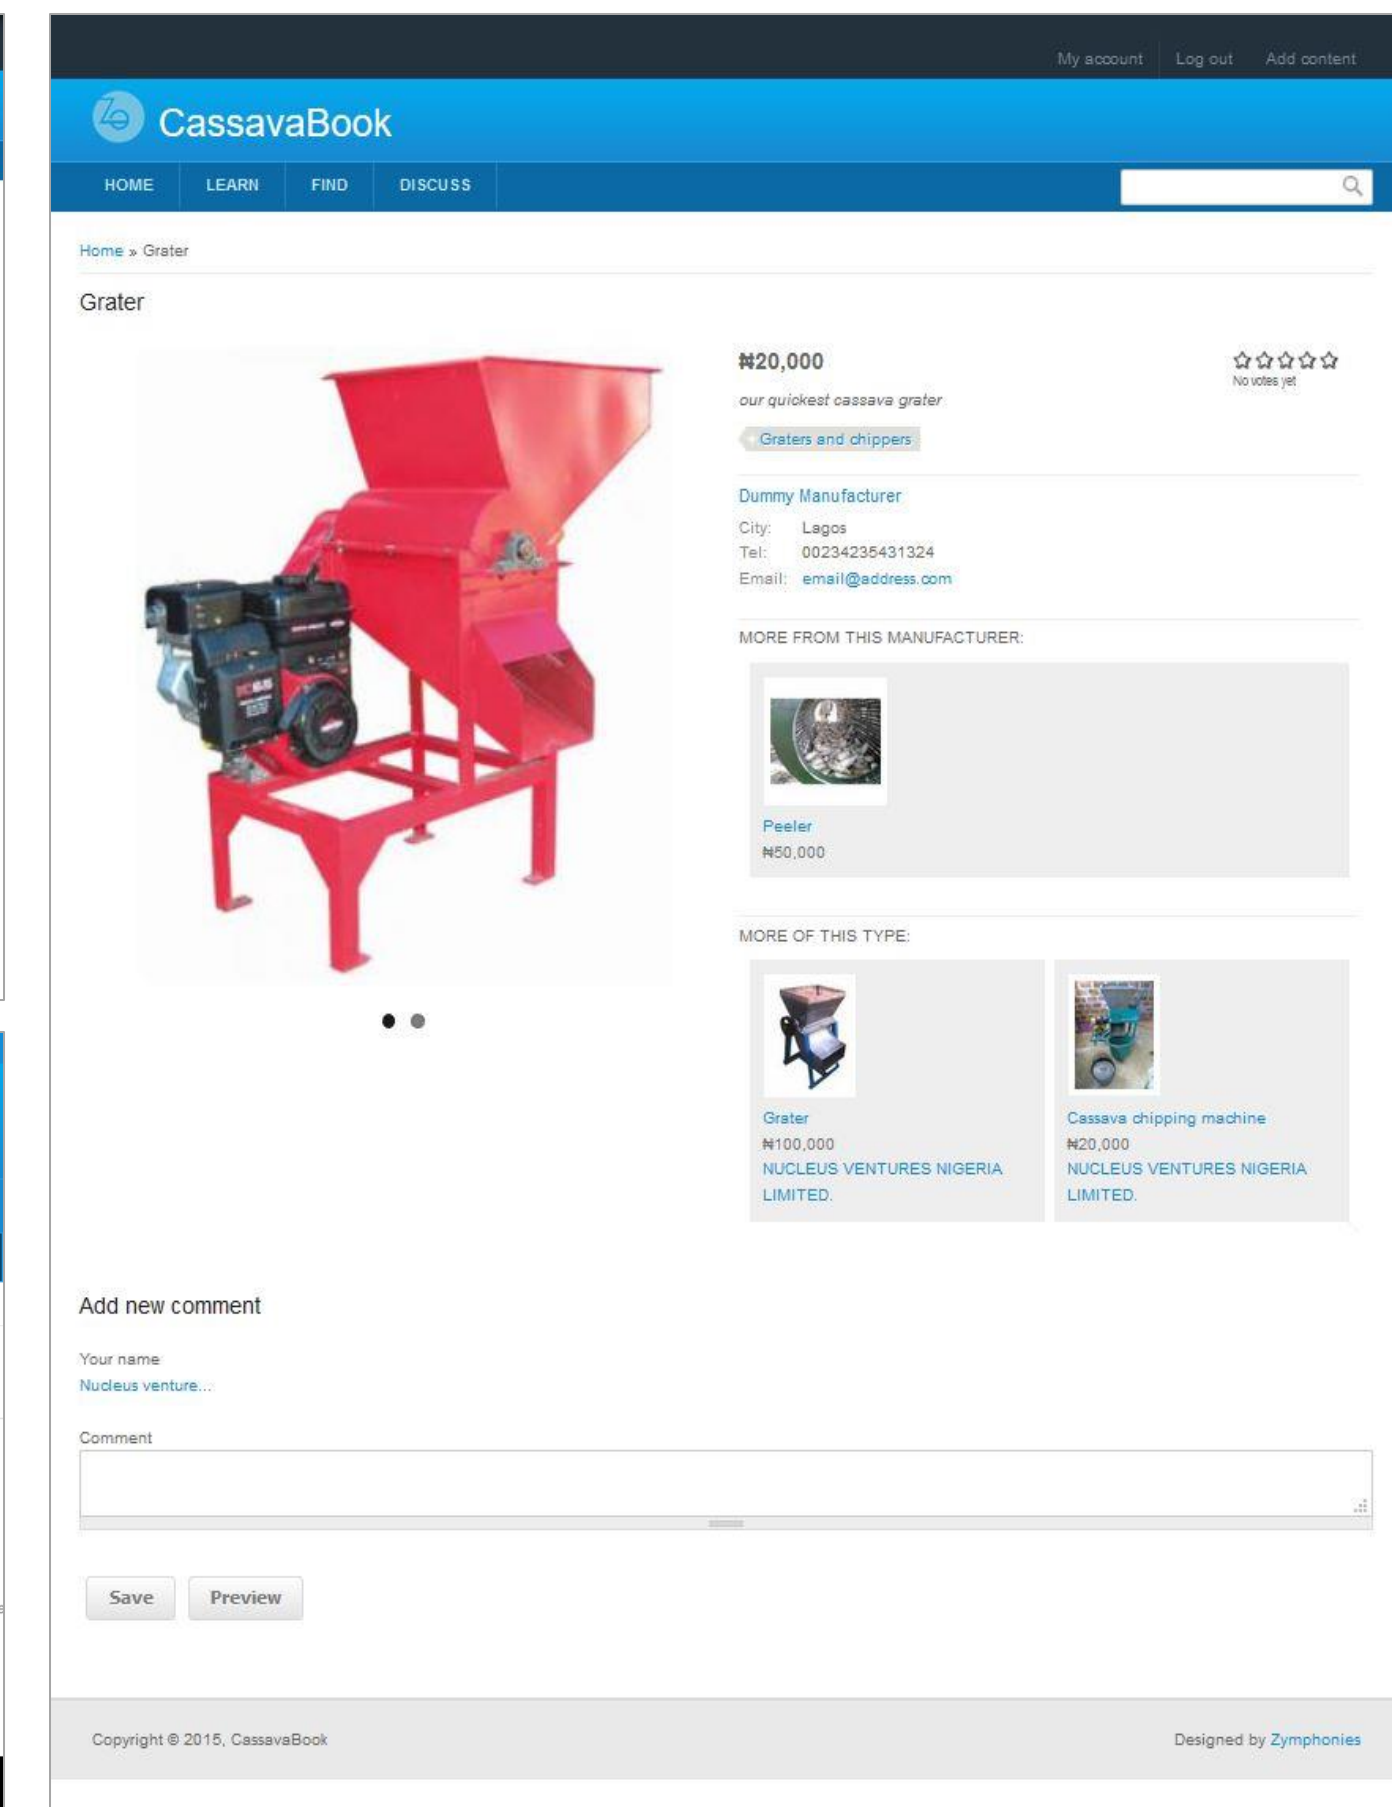 My account Log out Add content
CassavaBook
HOME LEARN FIND DISCUSS
Home » Grater
Grater
₦20,000
No votes yet
our quickest cassava grater
Graters and chippers
Dummy Manufacturer
City: Lagos
Tel: 00234235431324
Email: email@address.com
MORE FROM THIS MANUFACTURER:
Peeler
₦50,000
MORE OF THIS TYPE:
Grater
₦100,000
NUCLEUS VENTURES NIGERIA
LIMITED.
Cassava chipping machine
₦20,000
NUCLEUS VENTURES NIGERIA
LIMITED.
Add new comment
Your name
Nucleus venture...
Comment
Save Preview
Copyright © 2015, CassavaBook
Designed by Zymphonies